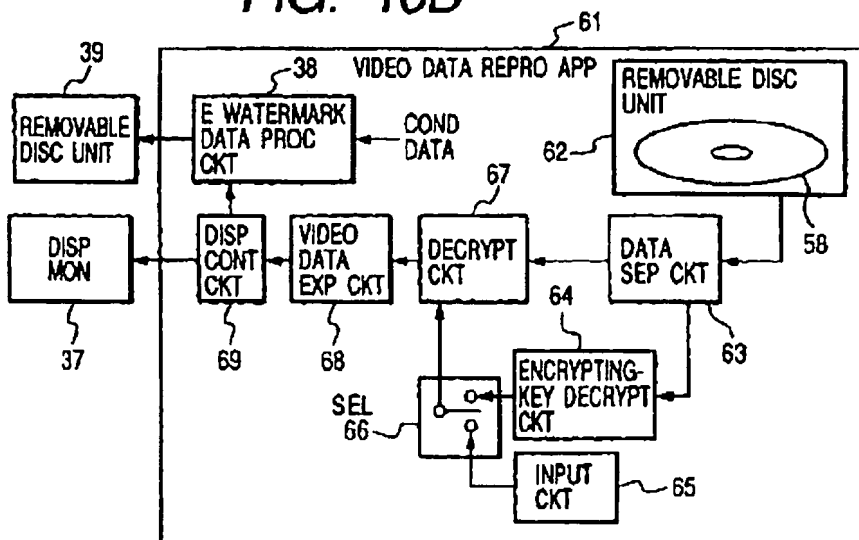 FIG. 16D
61
39
38
VIDEO DATA REPRO APP
REMOVABLE DISC
UNIT
REMOVABLE
DISC UNIT
E WATERMARK
DATA PROC
CKT
COND
DATA
62
67
58
DISP
MON
DISP
CONT
CKT
VIDEO
DATA
EXP CKT
DECRYPT
CKT
DATA
SEP CKT
64
37
69
68
63
ENCRYPTING-
KEY DECRYPT
CKT
SEL
66
INPUT
CKT
65